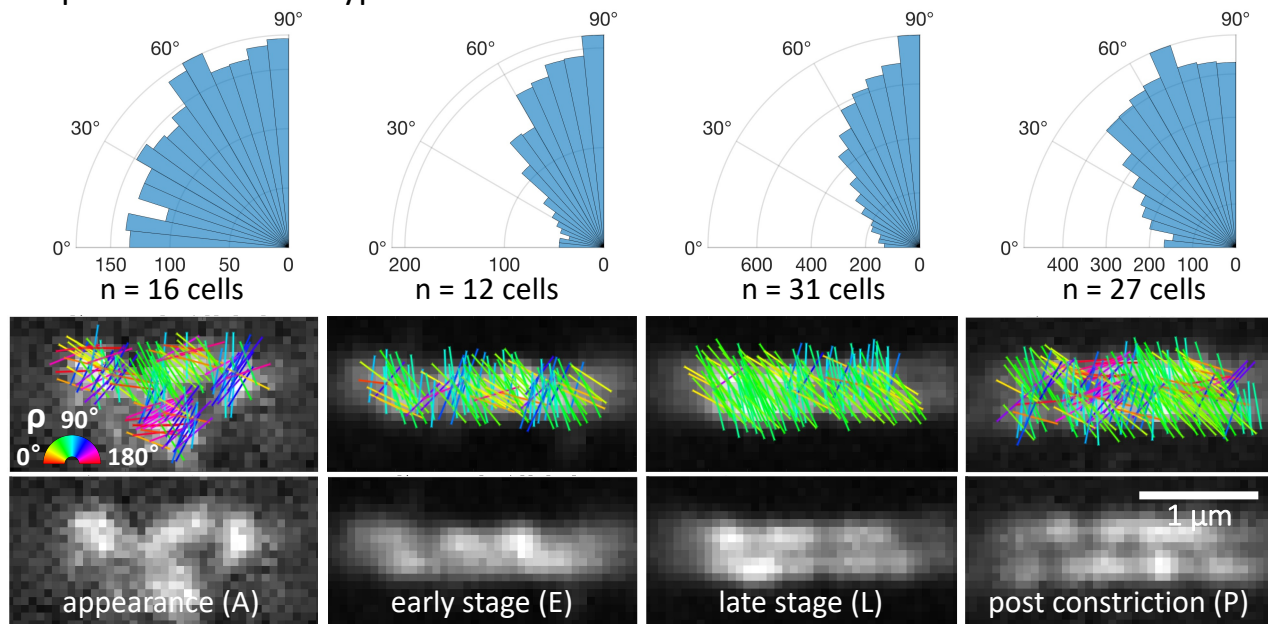 90° 90° 90° 90°
60° 60° 60° 60°
30° 30° 30° 30°
0° 0° 0° 0°
150 100 50 0 200 100 0 600 400 200 0 400 300 200 100 0
n = 16 cells n = 12 cells n = 31 cells n = 27 cells
ρ 90°
0° 180°
1 µm
appearance (A) early stage (E) late stage (L) post constriction (P)